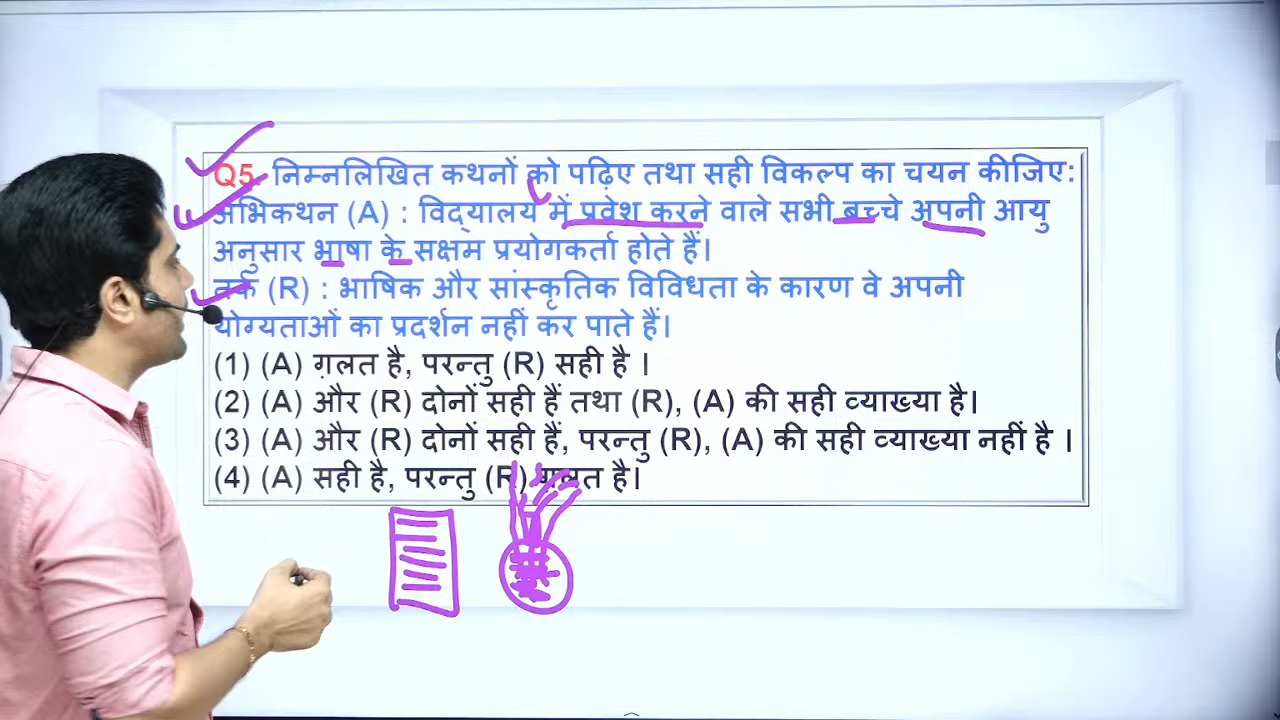 Q5. निम्नलिखित कथनों को पढ़िए तथा सही विकल्प का चयन कीजिए:
अभिकथन (A) : विद्यालय में प्रवेश करने वाले सभी बच्चे अपनी आयु
अनुसार भाषा के सक्षम प्रयोगकर्ता होते हैं।
तर्क (R) : भाषिक और सांस्कृतिक विविधता के कारण वे अपनी
योग्यताओं का प्रदर्शन नहीं कर पाते हैं।
(1) (A) ग़लत है, परन्तु (R) सही है ।
(2) (A) और (R) दोनों सही हैं तथा (R), (A) की सही व्याख्या है।
(3) (A) और (R) दोनों सही हैं, परन्तु (R), (A) की सही व्याख्या नहीं है ।
(4) (A) सही है, परन्तु (R) ग़लत है।